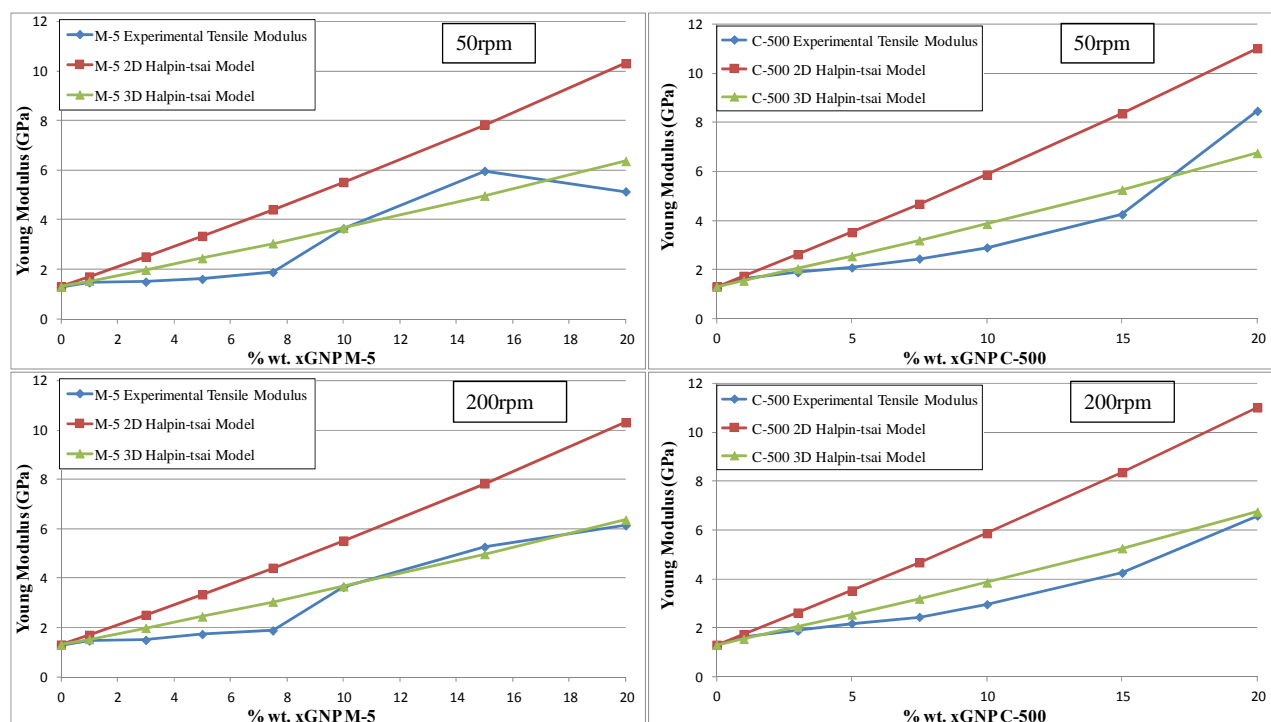 M-5 Experimental Tensile Modulus
M-5 2D Halpin-tsai Model
M-5 3D Halpin-tsai Model
50rpm
Young Modulus (GPa)
12
10
8
6
4
2
0
0 2 4 6 8 10 12 14 16 18 20
% wt. xGNP M-5
C-500 Experimental Tensile Modulus
C-500 2D Halpin-tsai Model
C-500 3D Halpin-tsai Model
50rpm
Young Modulus (GPa)
12
10
8
6
4
2
0
0 5 10 15 20
% wt. xGNP C-500
M-5 Experimental Tensile Modulus
M-5 2D Halpin-tsai Model
M-5 3D Halpin-tsai Model
200rpm
Young Modulus (GPa)
12
10
8
6
4
2
0
0 2 4 6 8 10 12 14 16 18 20
% wt. xGNP M-5
C-500 Experimental Tensile Modulus
C-500 2D Halpin-tsai Model
C-500 3D Halpin-tsai Model
200rpm
Young Modulus (GPa)
12
10
8
6
4
2
0
0 5 10 15 20
% wt. xGNP C-500